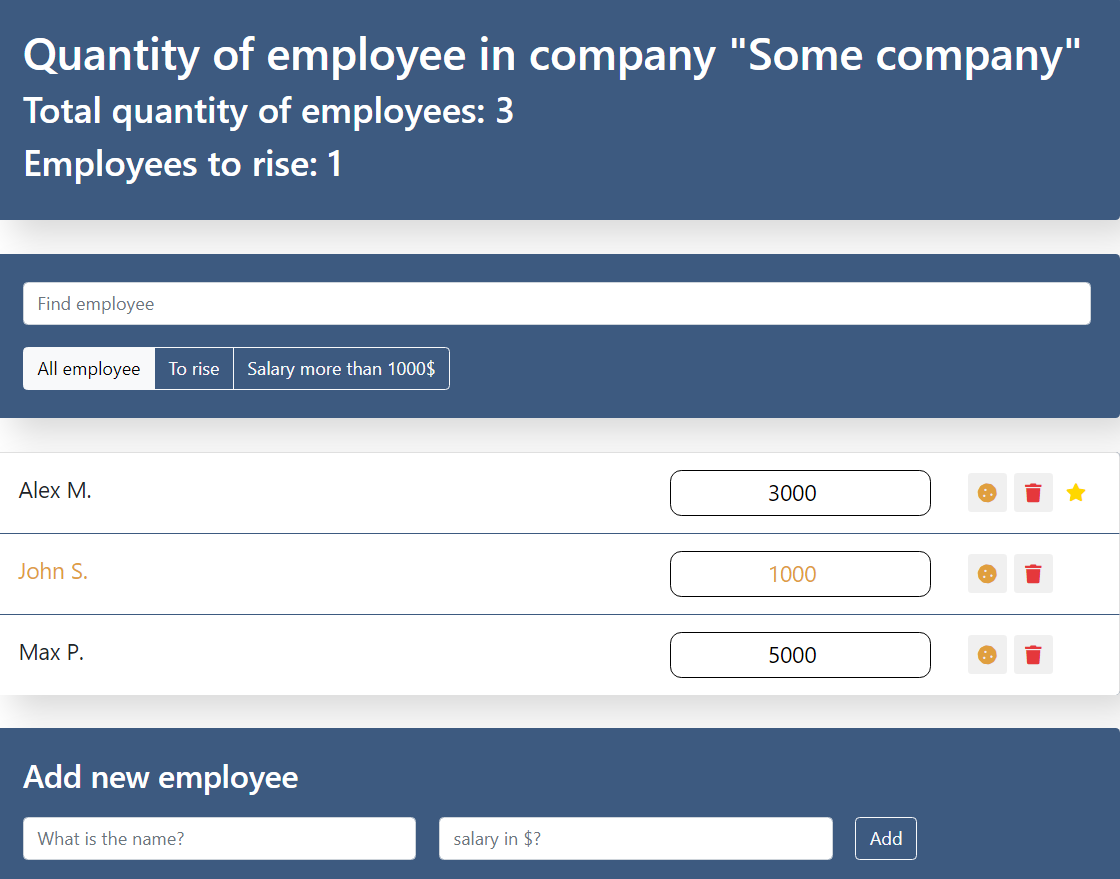 Quantity of employee in company "Some company"
Total quantity of employees: 3
Employees to rise: 1
Find employee
All employee To rise Salary more than 1000$
Alex M. 3000
John S. 1000
Max P. 5000
Add new employee
What is the name? salary in $? Add